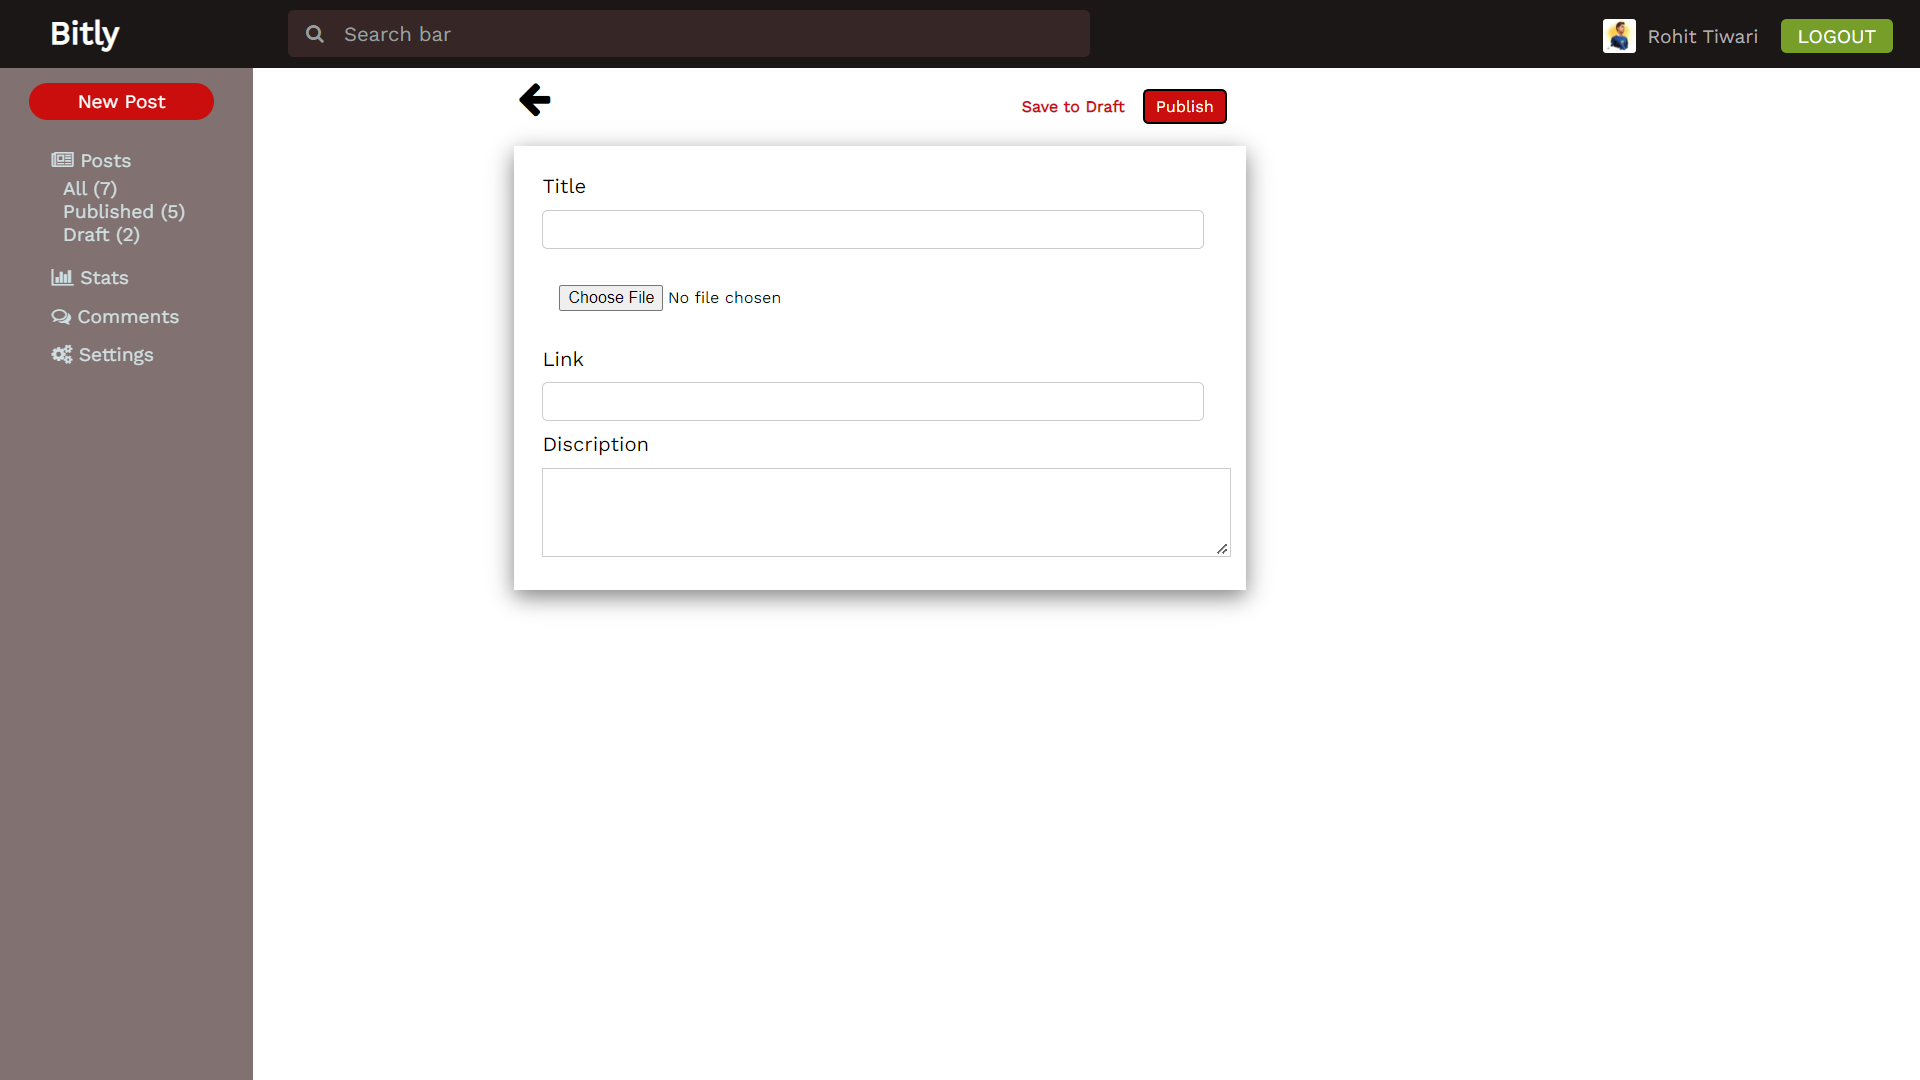 Bitly
Search bar
Rohit Tiwari
LOGOUT
New Post
Posts
All (7)
Published (5)
Draft (2)
Stats
Comments
Settings
Save to Draft
Publish
Title
Choose File No file chosen
Link
Discription